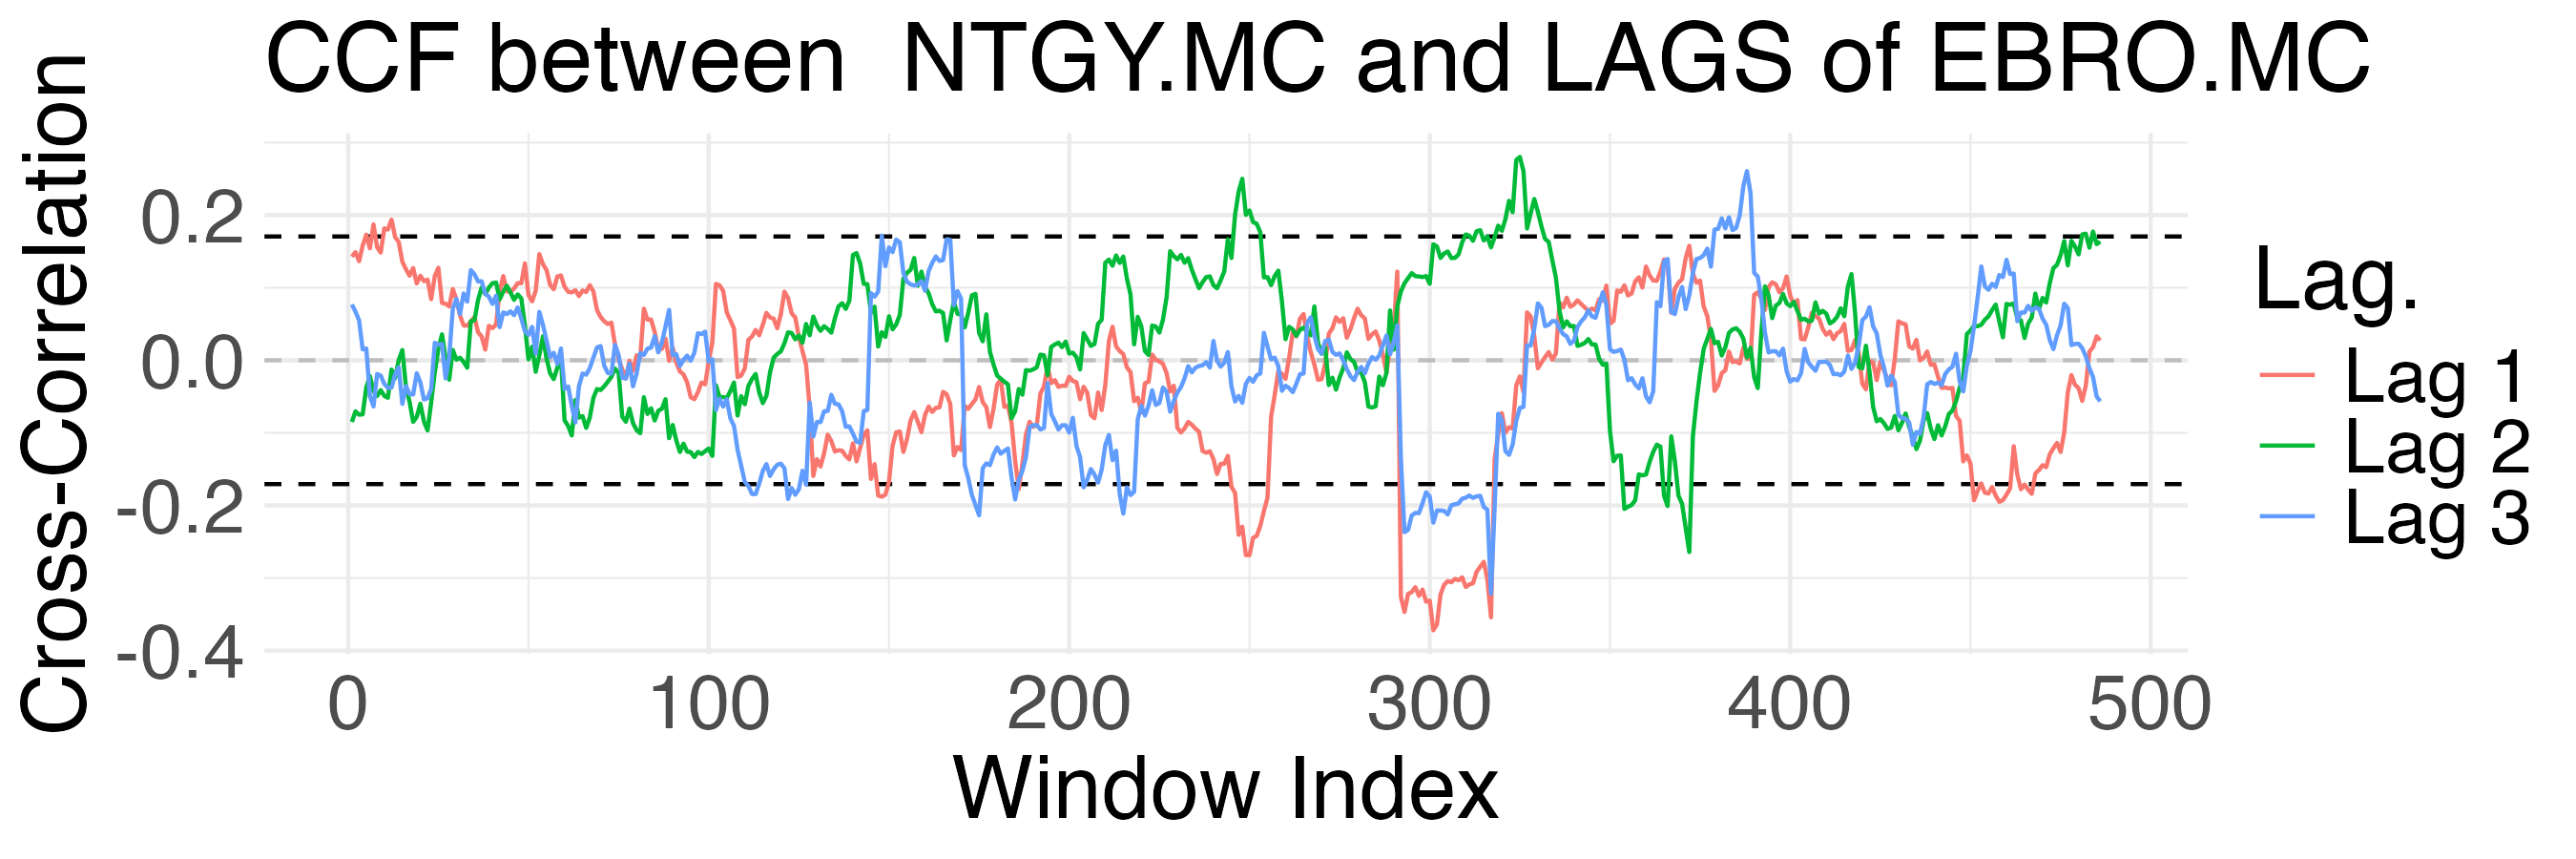 CCF between  NTGY.MC and LAGS of EBRO.MC
Cross-Correlation
0.2
0.0
-0.2
-0.4
0 100 200 300 400 500
Window Index
Lag.
Lag 1
Lag 2
Lag 3